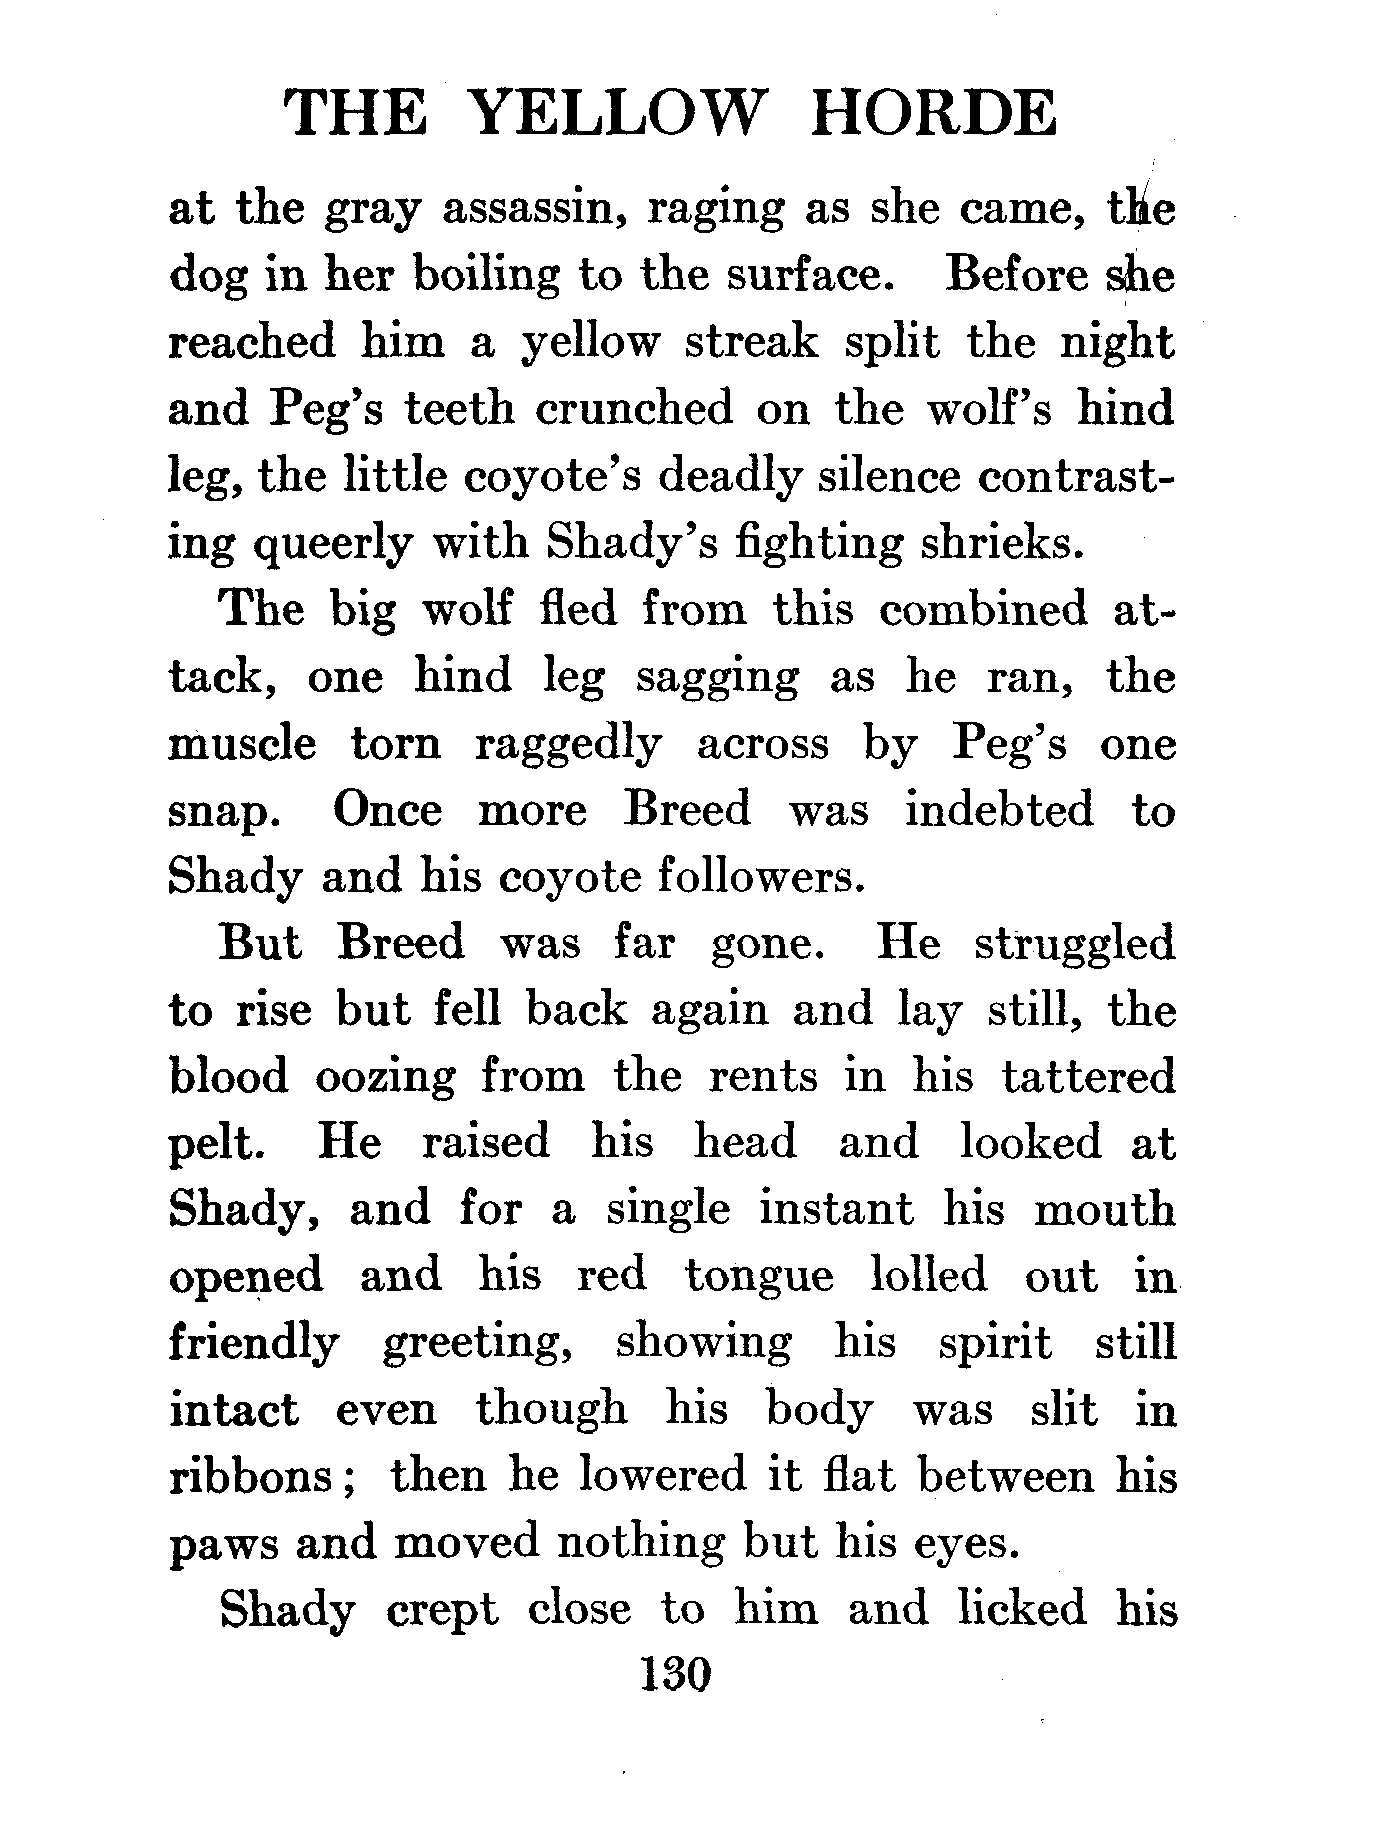 THE YELLOW HORDE
at the gray assassin, raging as she came, the
dog in her boiling to the surface. Before she
reached him a yellow streak split the night
and Peg's teeth crunched on the wolf's hind
leg, the little coyote's deadly silence contrast-
ing queerly with Shady's fighting shrieks.
The big wolf fled from this combined at-
tack, one hind leg sagging as he ran, the
muscle torn raggedly across by Peg's one
snap. Once more Breed was indebted to
Shady and his coyote followers.
But Breed was far gone. He struggled
to rise but fell back again and lay still, the
blood oozing from the rents in his tattered
pelt. He raised his head and looked at
Shady, and for a single instant his mouth
opened and his red tongue lolled out in
friendly greeting, showing his spirit still
intact even though his body was slit in
ribbons; then he lowered it flat between his
paws and moved nothing but his eyes.
Shady crept close to him and licked his
130